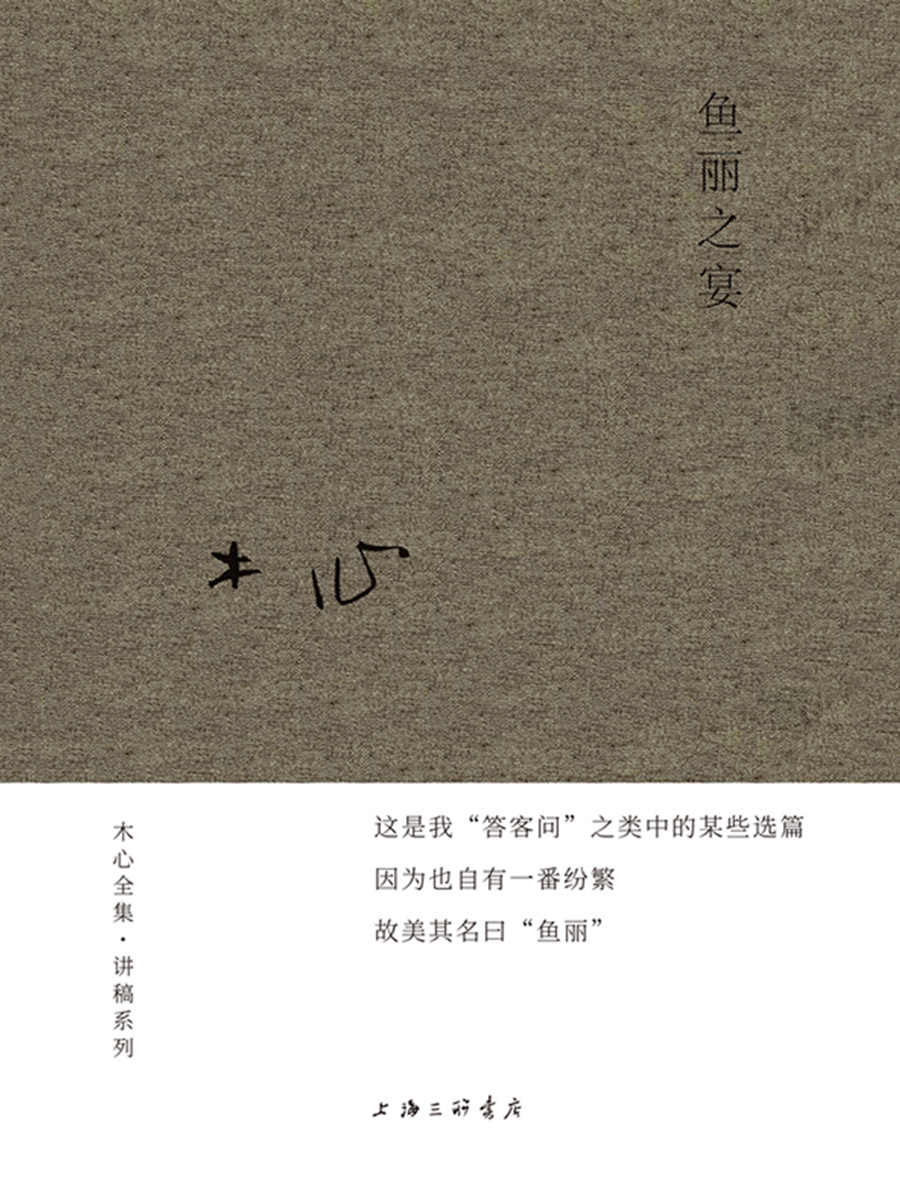 鱼丽之宴
木心
木心全集·讲稿系列
这是我“答客问”之类中的某些选篇
因为也自有一番纷繁
故美其名曰“鱼丽”
上海三联书店